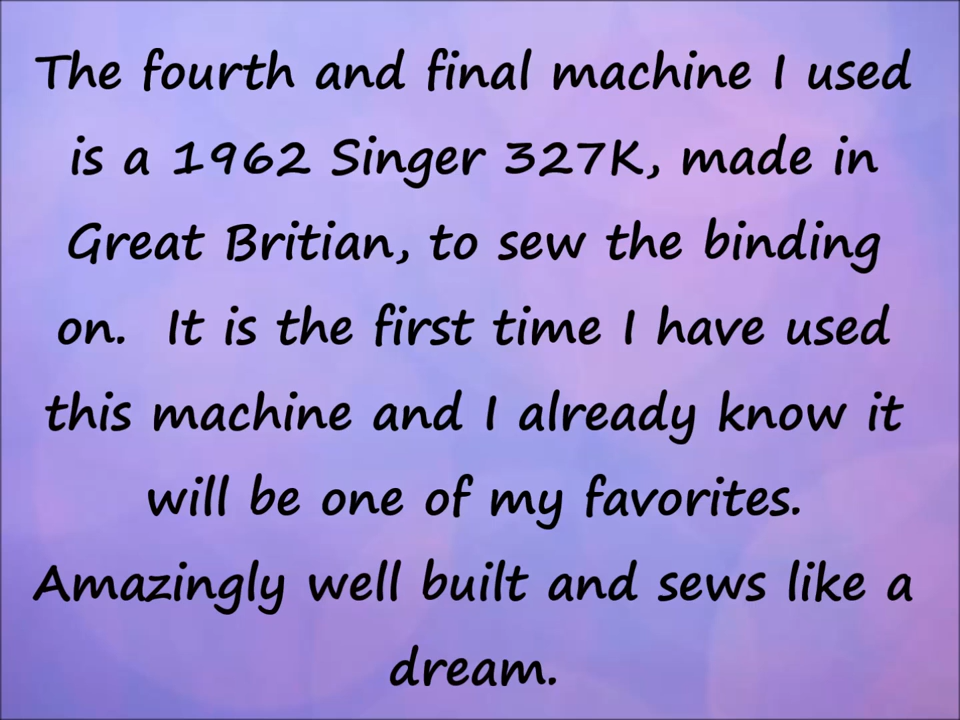 The fourth and final machine I used
is a 1962 Singer 327K, made in
Great Britian, to sew the binding
on.  It is the first time I have used
this machine and I already know it
will be one of my favorites.
Amazingly well built and sews like a
dream.